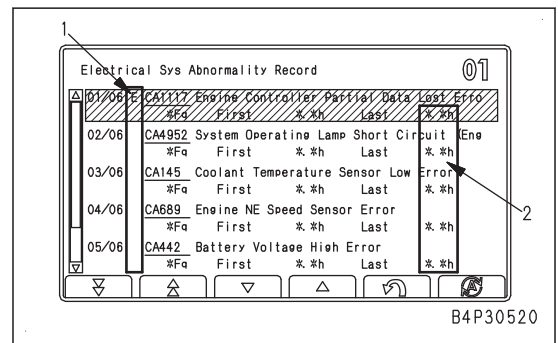 1
Electrical Sys Abnormality Record 01
01/06 E CA1117 Engine Controller Partial Data Lost Erro
*Fq First *.*h Last *.*h
02/06 CA4952 System Operating Lamp Short Circuit (Eng
*Fq First *.*h Last *.*h
03/06 CA145 Coolant Temperature Sensor Low Error
*Fq First *.*h Last *.*h
2
04/06 CA689 Engine NE Speed Sensor Error
*Fq First *.*h Last *.*h
05/06 CA442 Battery Voltage High Error
*Fq First *.*h Last *.*h
B4P30520